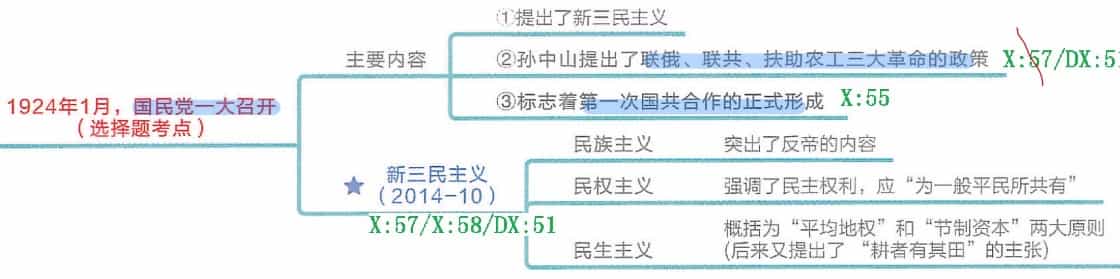 ①提出了新三民主义
主要内容
②孙中山提出了联俄、联共、扶助农工三大革命的政策
X:57/DX:51
③标志着第一次国共合作的正式形成
X:55
1924年1月，国民党一大召开
（选择题考点）
民族主义
突出了反帝的内容
★ 新三民主义
（2014-10）
X:57/X:58/DX:51
民权主义
强调了民主权利，应“为一般平民所共有”
民生主义
概括为“平均地权”和“节制资本”两大原则
(后来又提出了 “耕者有其田”的主张)